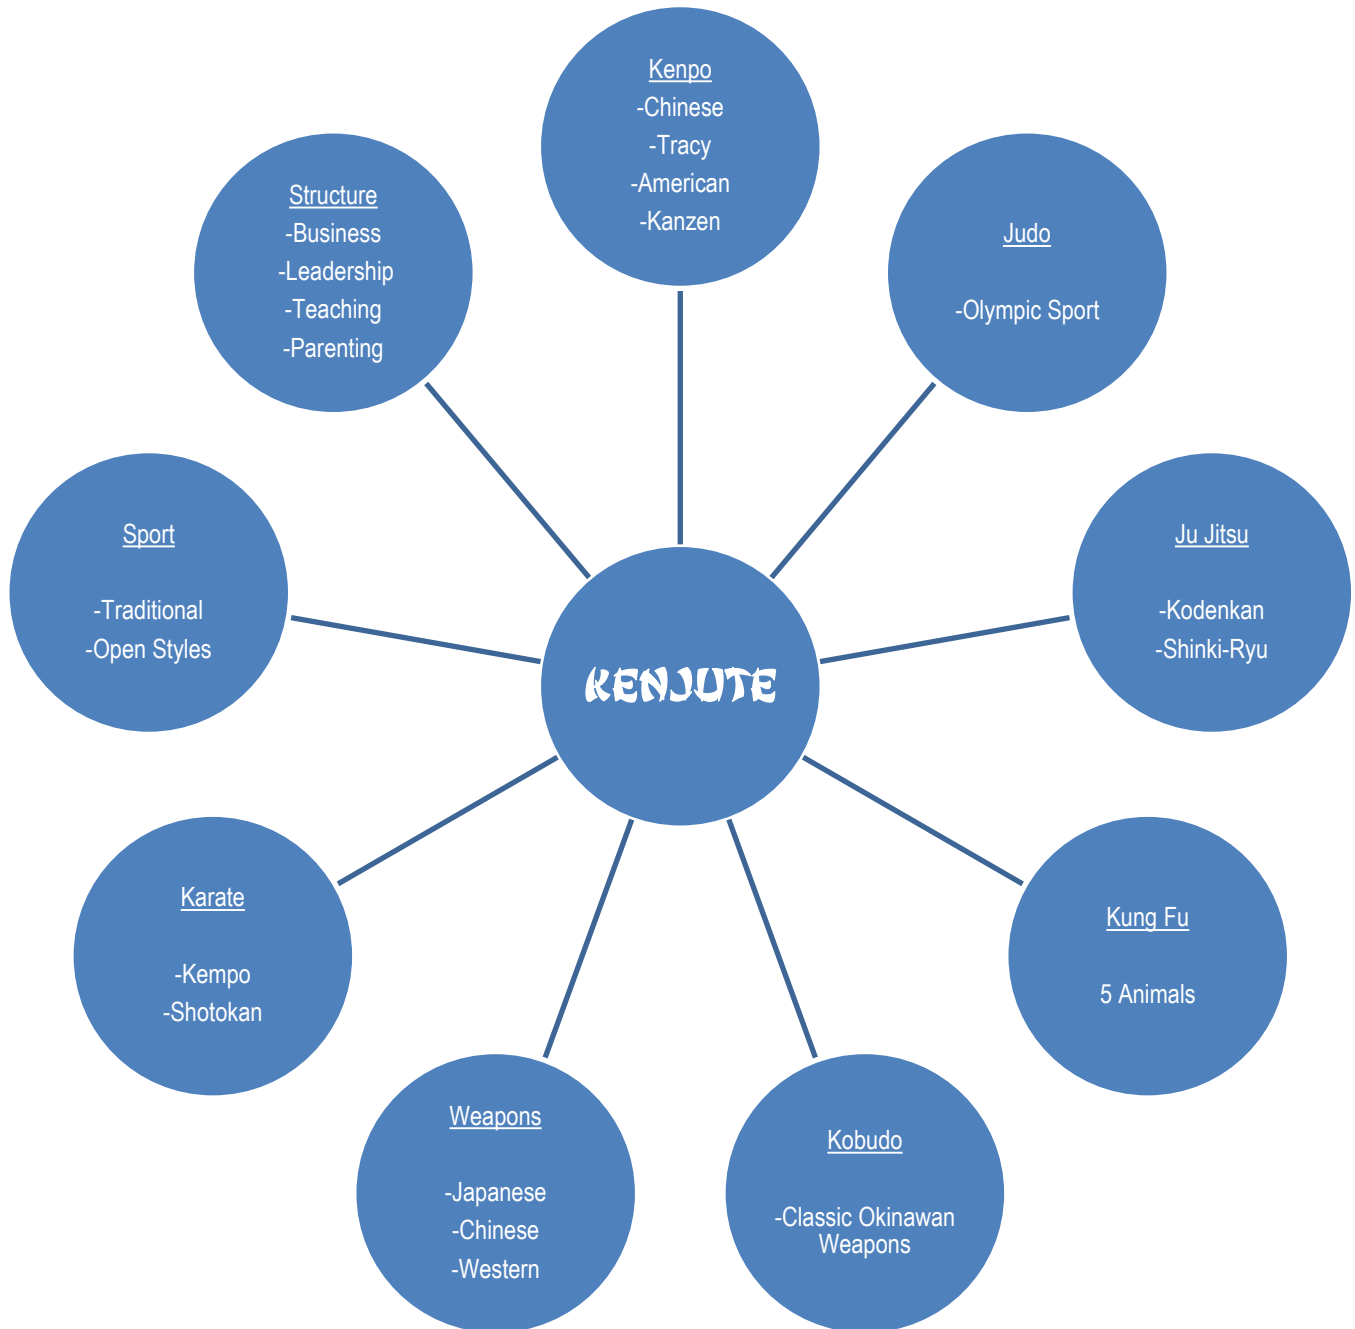 Kenpo
-Chinese
-Tracy
-American
-Kanzen
Judo
-Olympic Sport
Ju Jitsu
-Kodenkan
-Shinki-Ryu
Kung Fu
5 Animals
Kobudo
-Classic Okinawan
Weapons
Weapons
-Japanese
-Chinese
-Western
Karate
-Kempo
-Shotokan
Sport
-Traditional
-Open Styles
Structure
-Business
-Leadership
-Teaching
-Parenting
KENJUTE